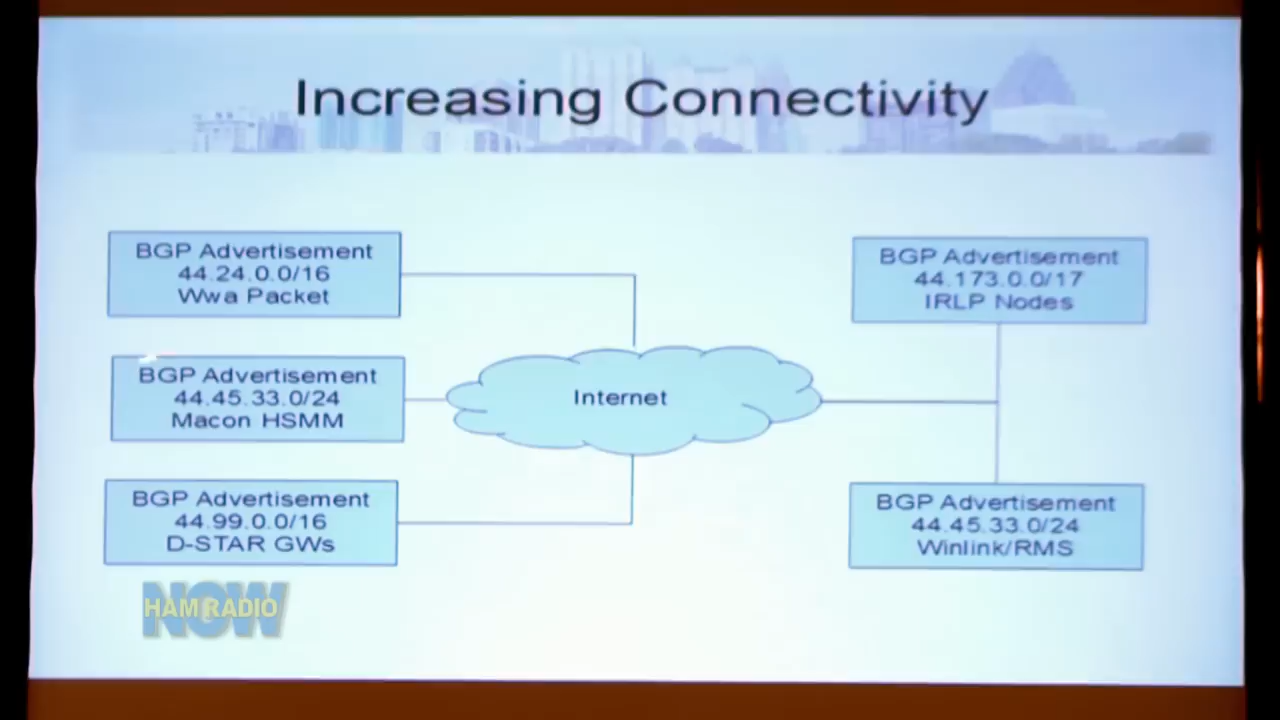 Increasing Connectivity
BGP Advertisement
44.24.0.0/16
Wwa Packet
BGP Advertisement
44.45.33.0/24
Macon HSMM
BGP Advertisement
44.99.0.0/16
D-STAR GWs
Internet
BGP Advertisement
44.173.0.0/17
IRLP Nodes
BGP Advertisement
44.45.33.0/24
Winlink/RMS
HAM RADIO
NOW